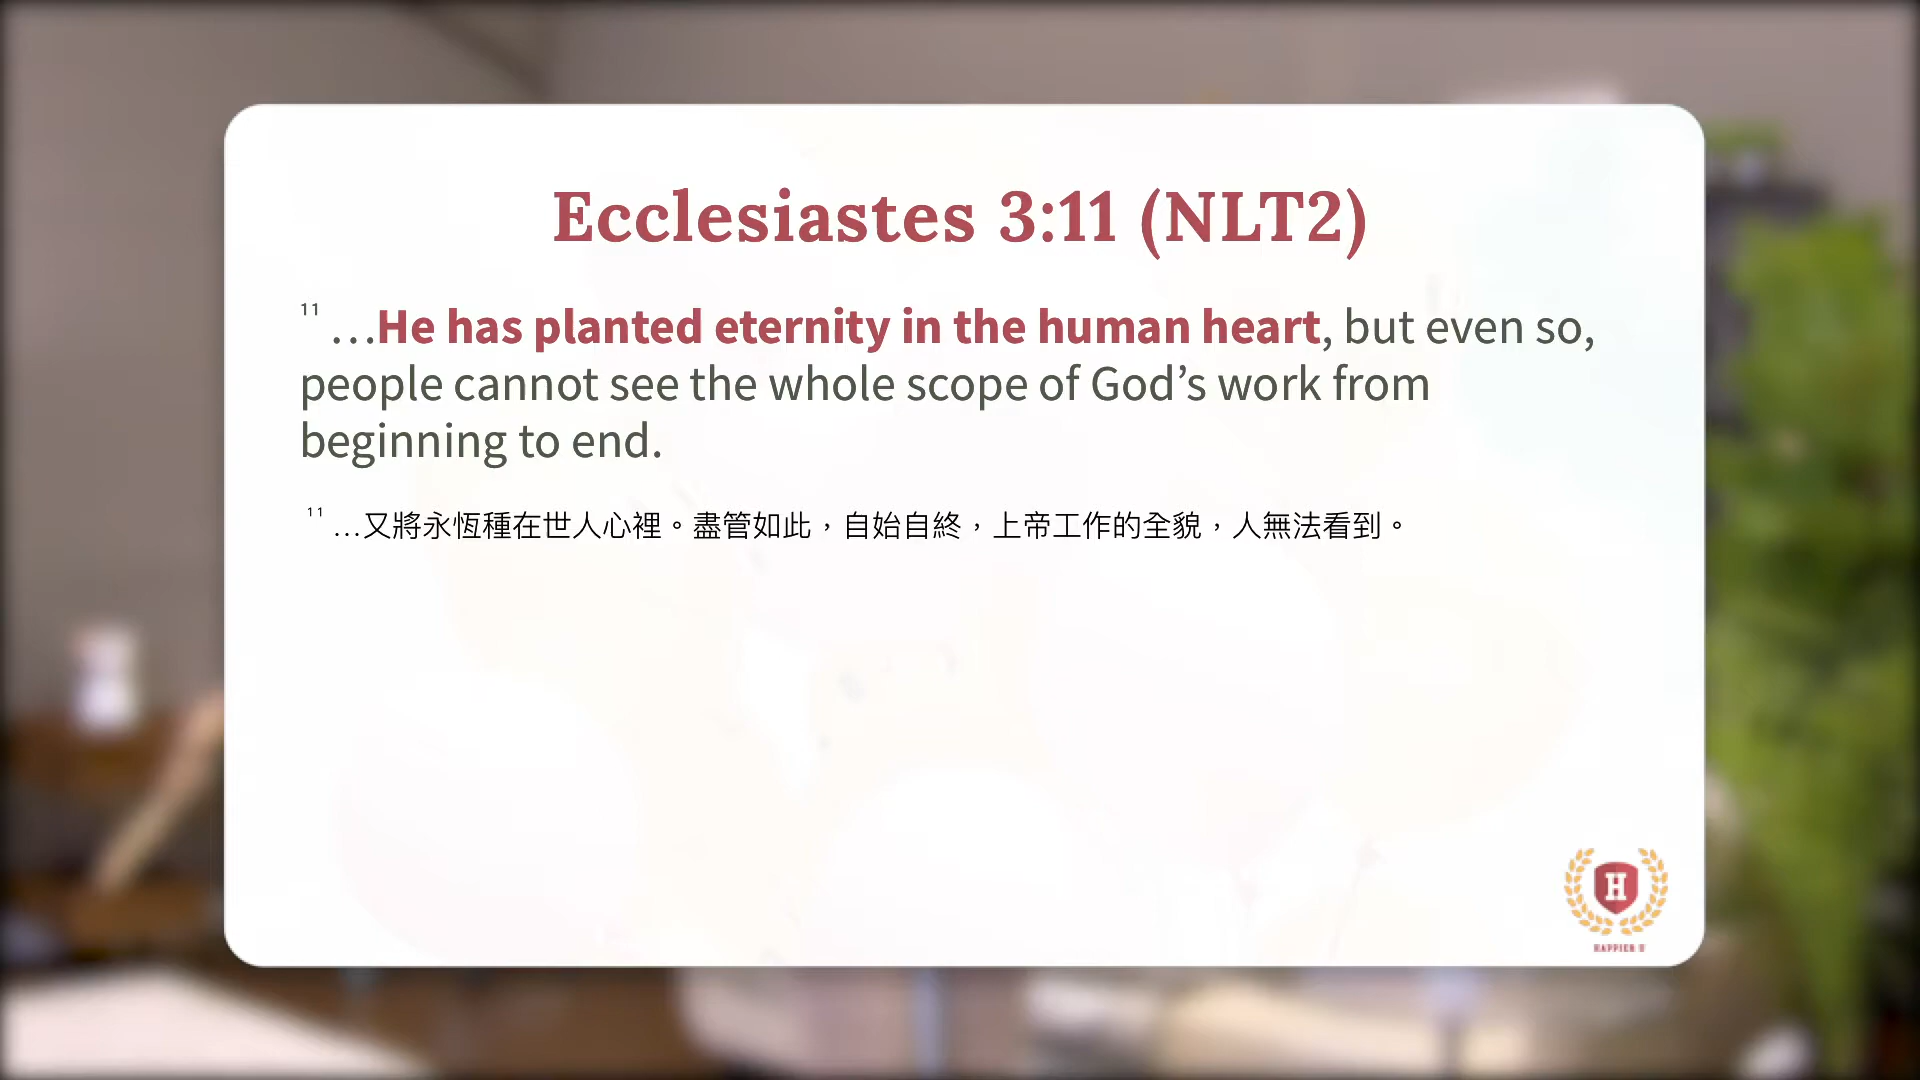 Ecclesiastes 3:11 (NLT2)
11 …He has planted eternity in the human heart, but even so,
people cannot see the whole scope of God’s work from
beginning to end.
11 …又將永恆種在世人心裡。盡管如此，自始自終，上帝工作的全貌，人無法看到。
H
HAPPIER U